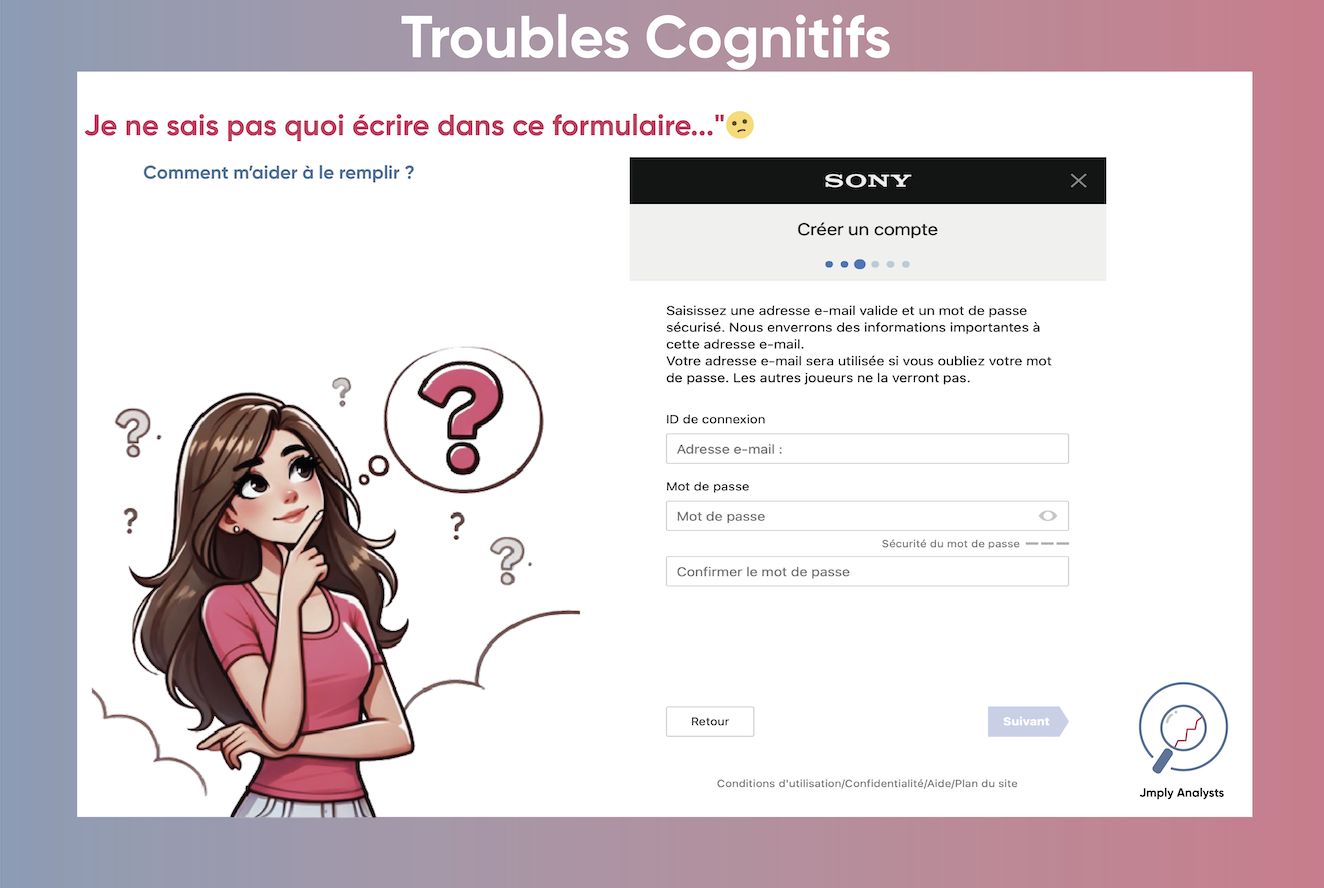 Troubles Cognitifs
Je ne sais pas quoi écrire dans ce formulaire..."
Comment m’aider à le remplir ?
? ? ? ? ? ?
SONY
Créer un compte
Saisissez une adresse e-mail valide et un mot de passe
sécurisé. Nous enverrons des informations importantes à
cette adresse e-mail.
Votre adresse e-mail sera utilisée si vous oubliez votre mot
de passe. Les autres joueurs ne la verront pas.
ID de connexion
Adresse e-mail :
Mot de passe
Mot de passe
Sécurité du mot de passe
Confirmer le mot de passe
Retour
Suivant
Conditions d'utilisation/Confidentialité/Aide/Plan du site
Jmply Analysts